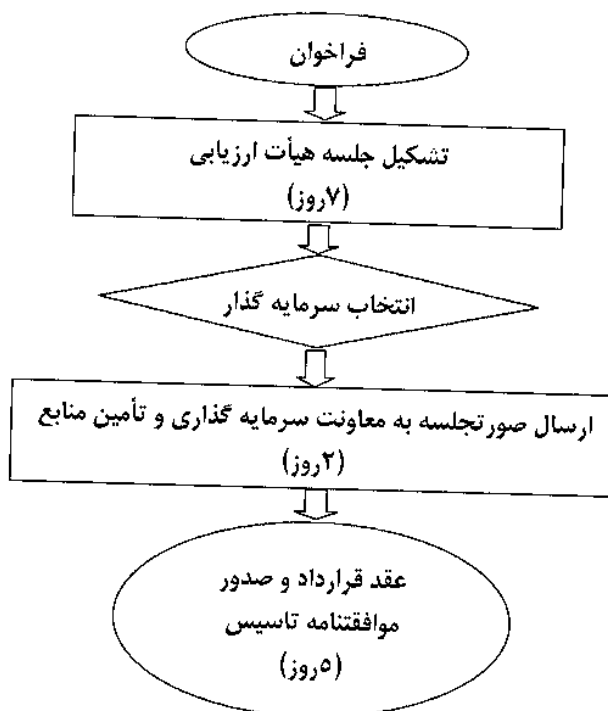 فراخوان
تشکیل جلسه هیأت ارزیابی
(۷روز)
انتخاب سرمایه گذار
ارسال صورتجلسه به معاونت سرمایه گذاری و تأمین منابع
(۲روز)
عقد قرارداد و صدور
موافقتنامه تاسیس
(۵روز)